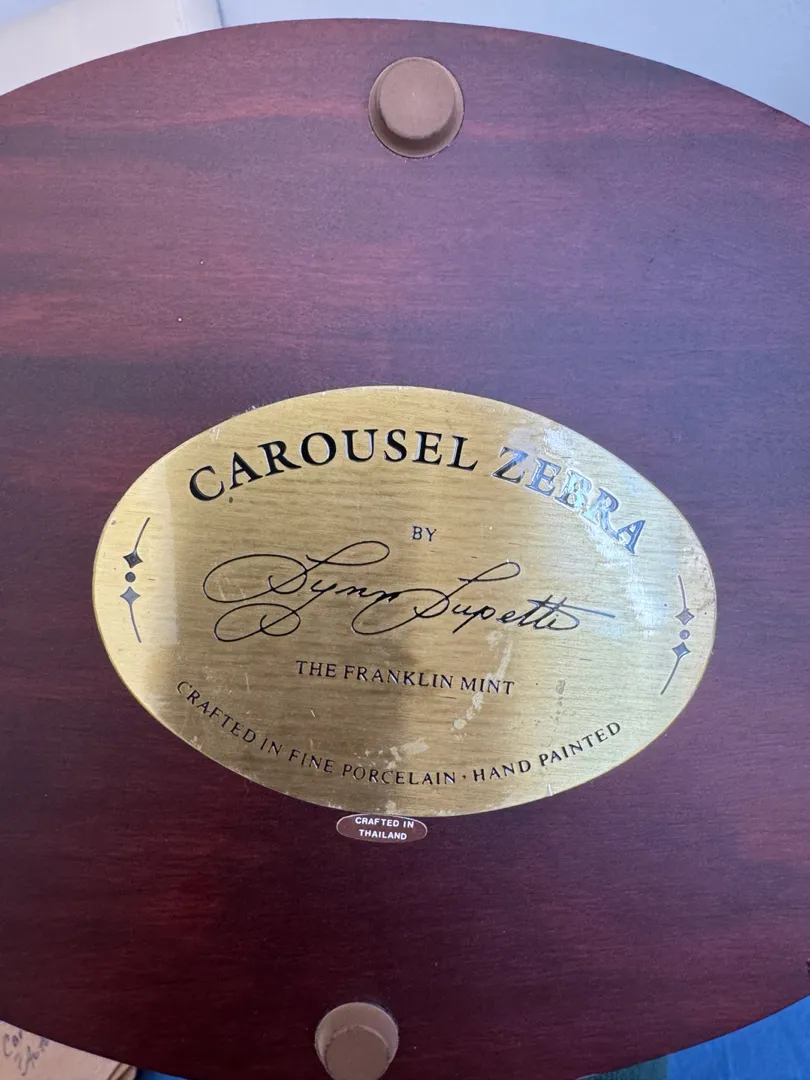 CAROUSEL ZEBRA
BY
Lynn Lupetti
THE FRANKLIN MINT
CRAFTED IN FINE PORCELAIN · HAND PAINTED
CRAFTED IN
THAILAND